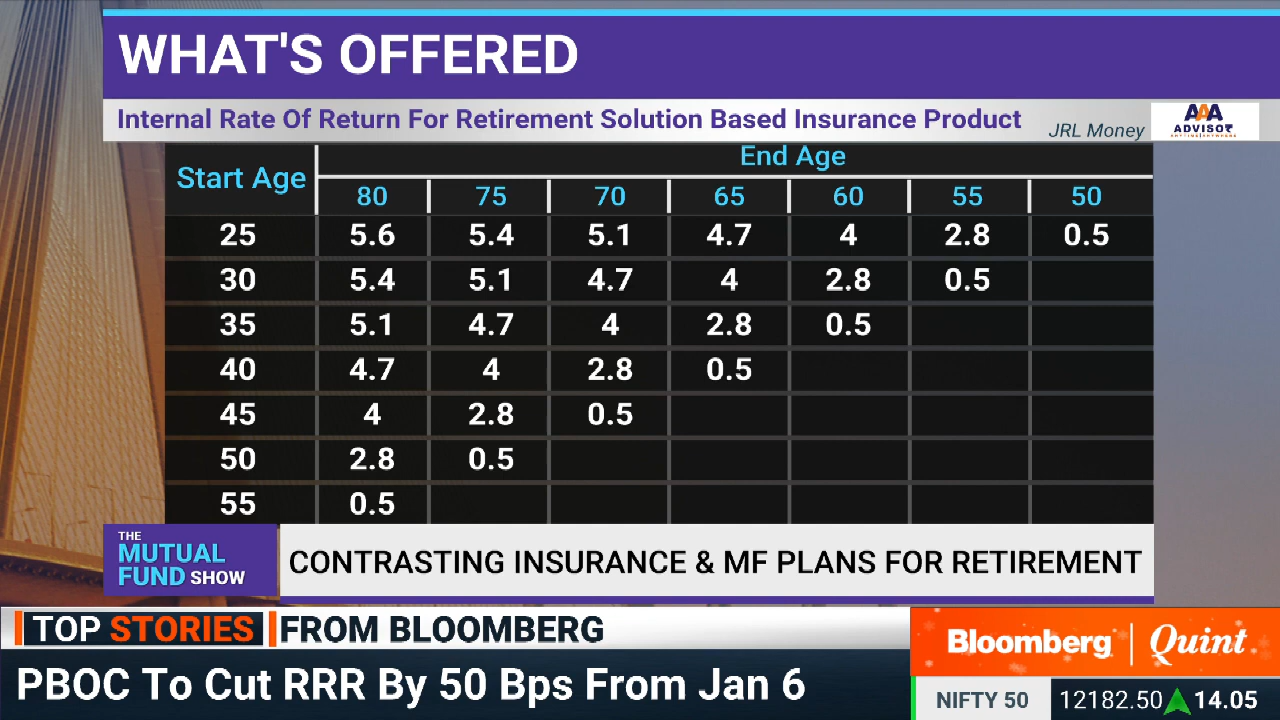 WHAT'S OFFERED
Internal Rate Of Return For Retirement Solution Based Insurance Product
JRL Money
AAA
ADVISOR
ANYTIME ANYWHERE
Start Age End Age
80 75 70 65 60 55 50
25 5.6 5.4 5.1 4.7 4 2.8 0.5
30 5.4 5.1 4.7 4 2.8 0.5
35 5.1 4.7 4 2.8 0.5
40 4.7 4 2.8 0.5
45 4 2.8 0.5
50 2.8 0.5
55 0.5
THE
MUTUAL
FUND SHOW
CONTRASTING INSURANCE & MF PLANS FOR RETIREMENT
TOP STORIES FROM BLOOMBERG
PBOC To Cut RRR By 50 Bps From Jan 6
Bloomberg | Quint
NIFTY 50 12182.50 14.05